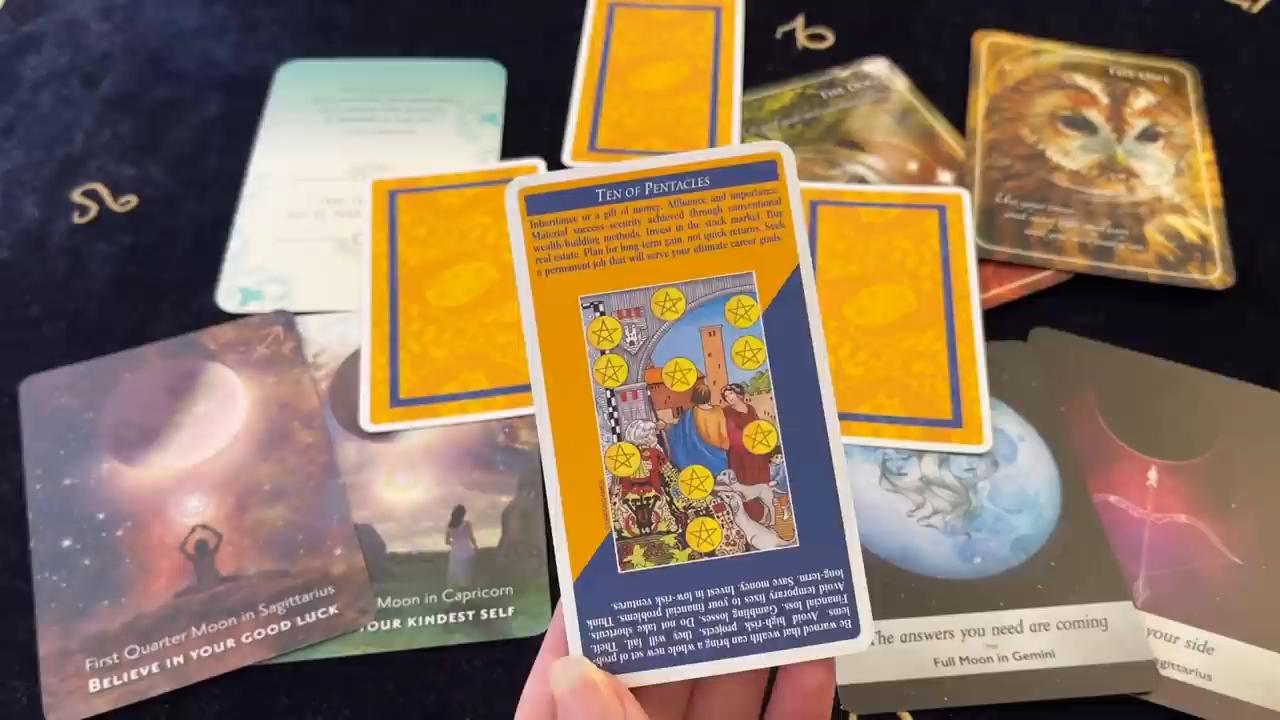 THE OWL
TEN OF PENTACLES
Inheritance or a gift of money. Affluence and importance.
Material success–security achieved through conventional
wealth-building methods. Invest in the stock market. Buy
real estate. Plan for long-term gain, not quick returns. Seek
a permanent job that will serve your ultimate career goals.
Be warned that wealth can bring a whole new set of prob-
lems. Avoid high-risk projects, they will fail. Theft.
Financial loss. Gambling losses. Do not take shortcuts.
Avoid temporary fixes to your financial problems. Think
long-term. Save money. Invest in low-risk ventures.
First Quarter Moon in Sagittarius
BELIEVE IN YOUR GOOD LUCK
Moon in Capricorn
YOUR KINDEST SELF
The answers you need are coming
Full Moon in Gemini
your side
gittarius